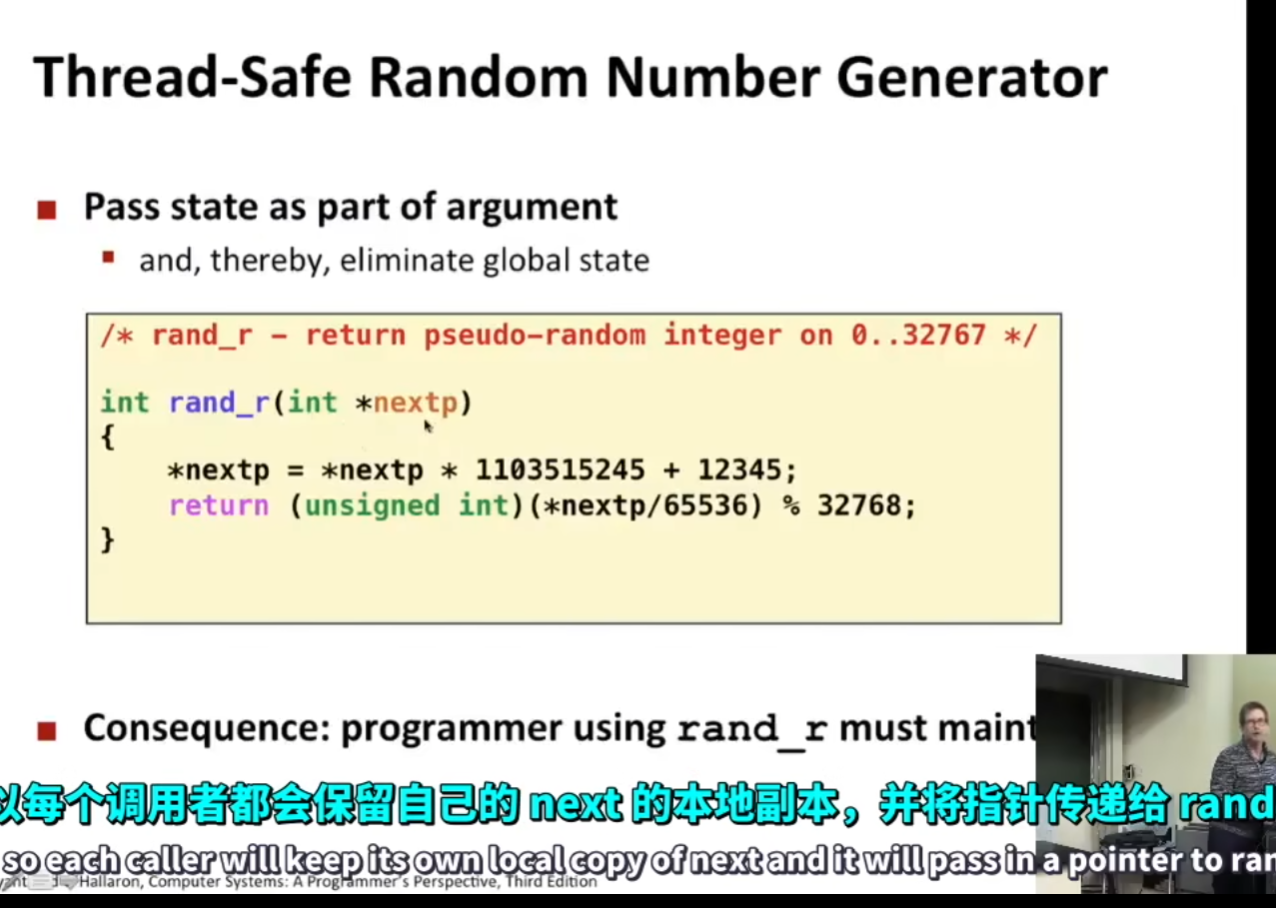 Thread-Safe Random Number Generator
Pass state as part of argument
and, thereby, eliminate global state
/* rand_r - return pseudo-random integer on 0..32767 */
int rand_r(int *nextp)
{
*nextp = *nextp * 1103515245 + 12345;
return (unsigned int)(*nextp/65536) % 32768;
}
Consequence: programmer using rand_r must maint
以每个调用者都会保留自己的 next 的本地副本，并将指针传递给 rand
so each caller will keep its own local copy of next and it will pass in a pointer to ran
Hallaron, Computer Systems: A Programmer's Perspective, Third Edition